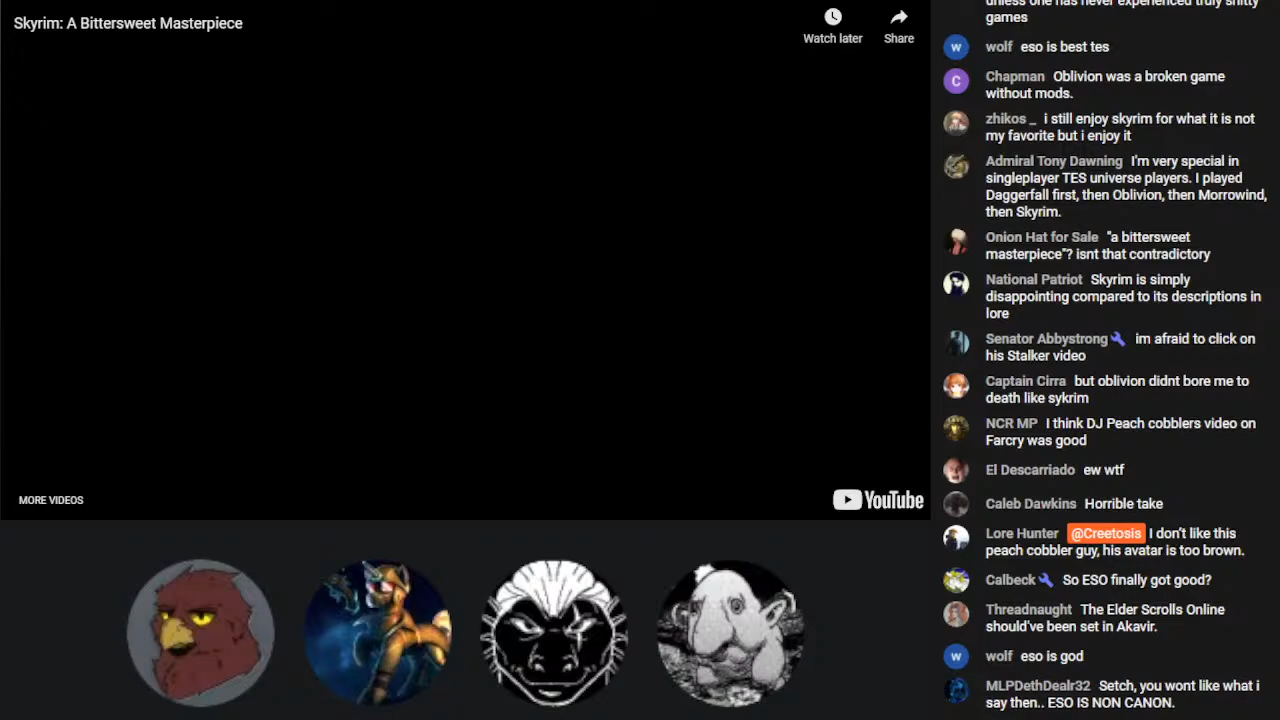 Skyrim: A Bittersweet Masterpiece
Watch later
Share
MORE VIDEOS
YouTube
unless one has never experienced truly shitty
games
W wolf eso is best tes
C Chapman Oblivion was a broken game
without mods.
zhikos _ i still enjoy skyrim for what it is not
my favorite but i enjoy it
Admiral Tony Dawning I'm very special in
singleplayer TES universe players. I played
Daggerfall first, then Oblivion, then Morrowind,
then Skyrim.
Onion Hat for Sale "a bittersweet
masterpiece"? isnt that contradictory
National Patriot Skyrim is simply
disappointing compared to its descriptions in
lore
Senator Abbystrong im afraid to click on
his Stalker video
Captain Cirra but oblivion didnt bore me to
death like sykrim
NCR MP I think DJ Peach cobblers video on
Farcry was good
El Descarriado ew wtf
Caleb Dawkins Horrible take
Lore Hunter @Creetosis I don't like this
peach cobbler guy, his avatar is too brown.
Calbeck So ESO finally got good?
Threadnaught The Elder Scrolls Online
should've been set in Akavir.
W wolf eso is god
MLPDethDealr32 Setch, you wont like what i
say then.. ESO IS NON CANON.